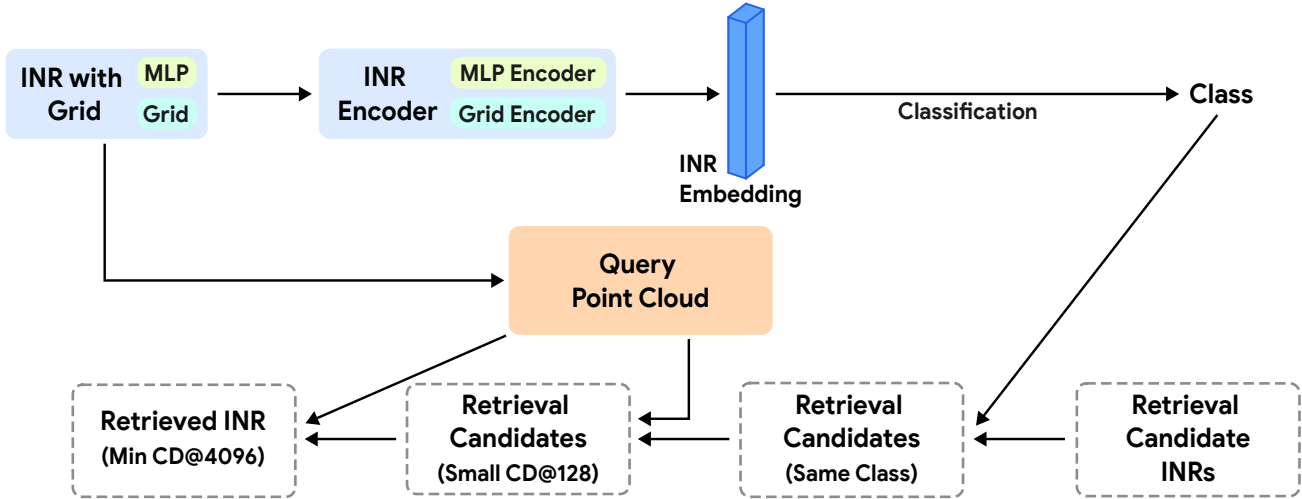 INR with
Grid
MLP
Grid
INR
Encoder
MLP Encoder
Grid Encoder
INR
Embedding
Classification
Class
Query
Point Cloud
Retrieved INR
(Min CD@4096)
Retrieval
Candidates
(Small CD@128)
Retrieval
Candidates
(Same Class)
Retrieval
Candidate
INRs